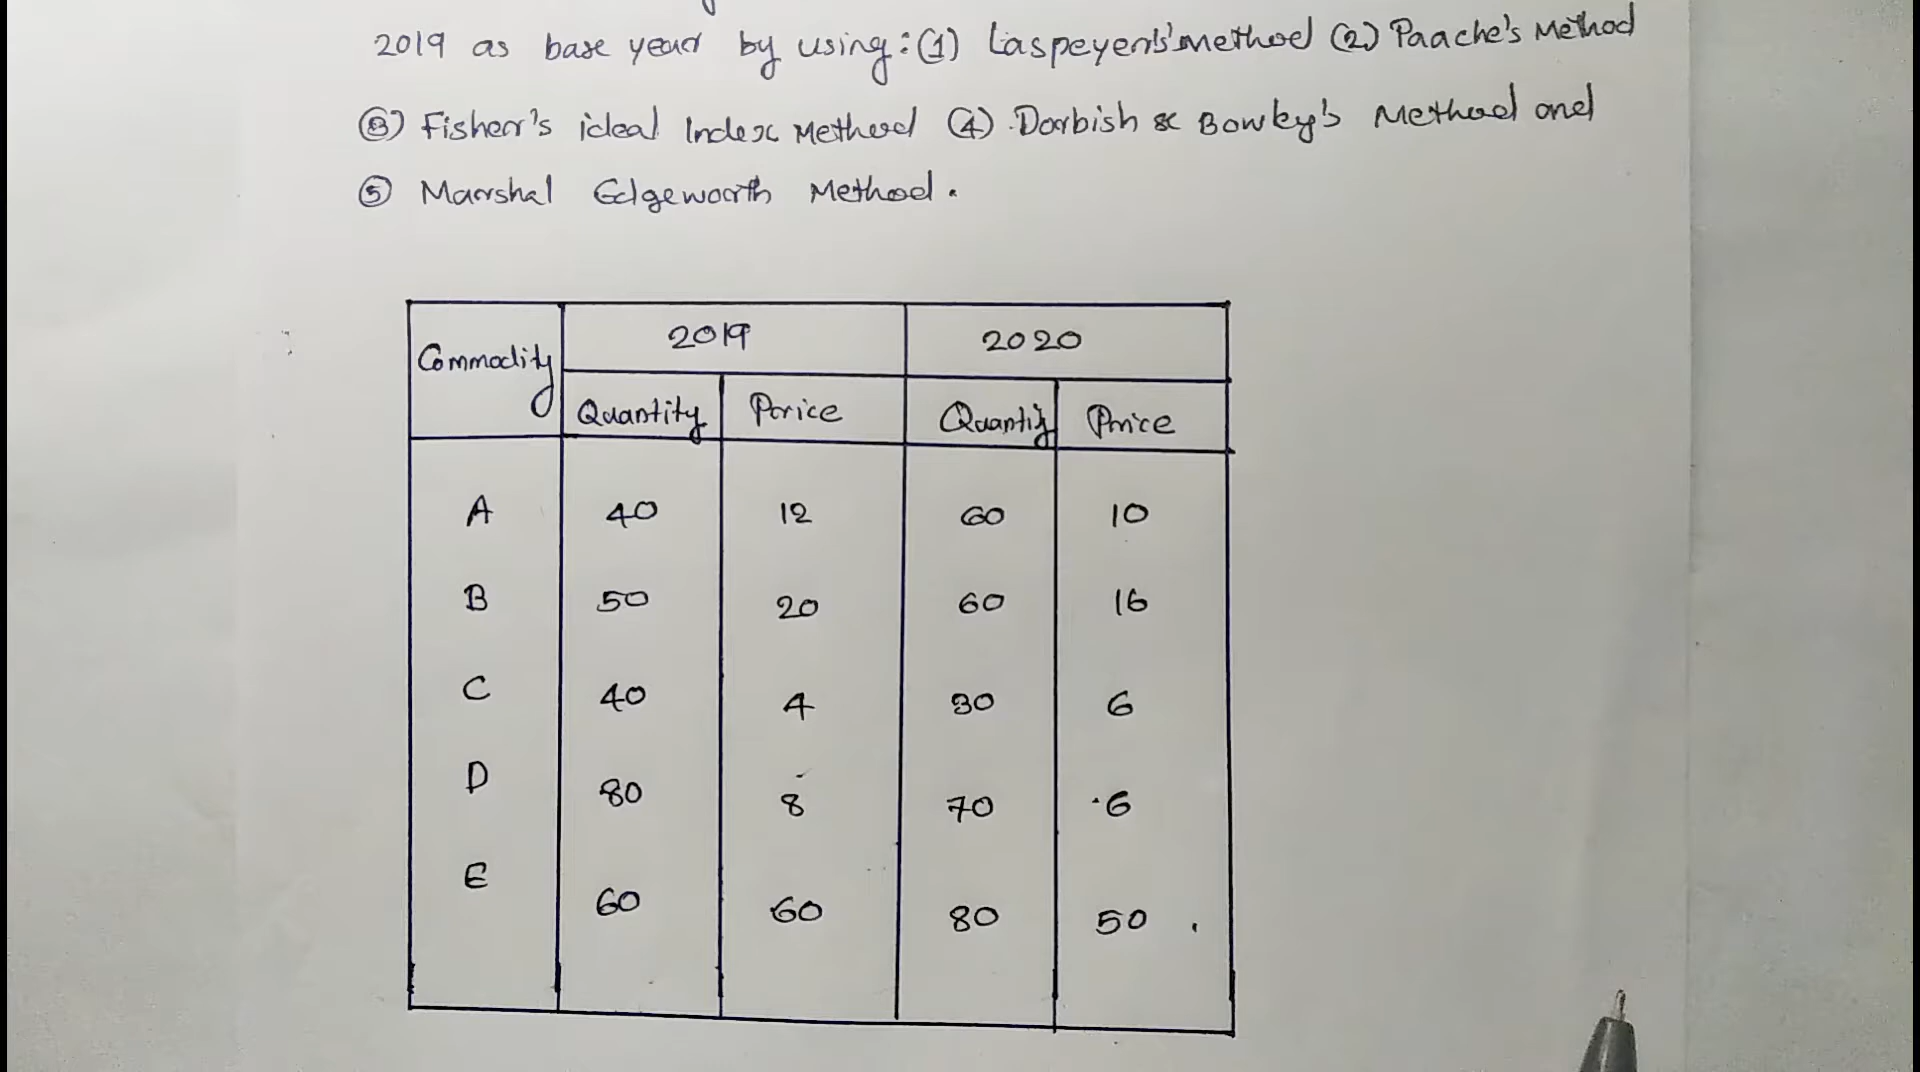 2019 as base year by using: (1) Laspeyer's method (2) Paache's Method
(3) Fisher's ideal Index Method (4) Dorbish & Bowley's Method and
(5) Marshal Edgeworth Method.
Commodity 2019 2020
Quantity Price Quantity Price
A 40 12 60 10
B 50 20 60 16
C 40 4 30 6
D 80 8 70 6
E 60 60 80 50